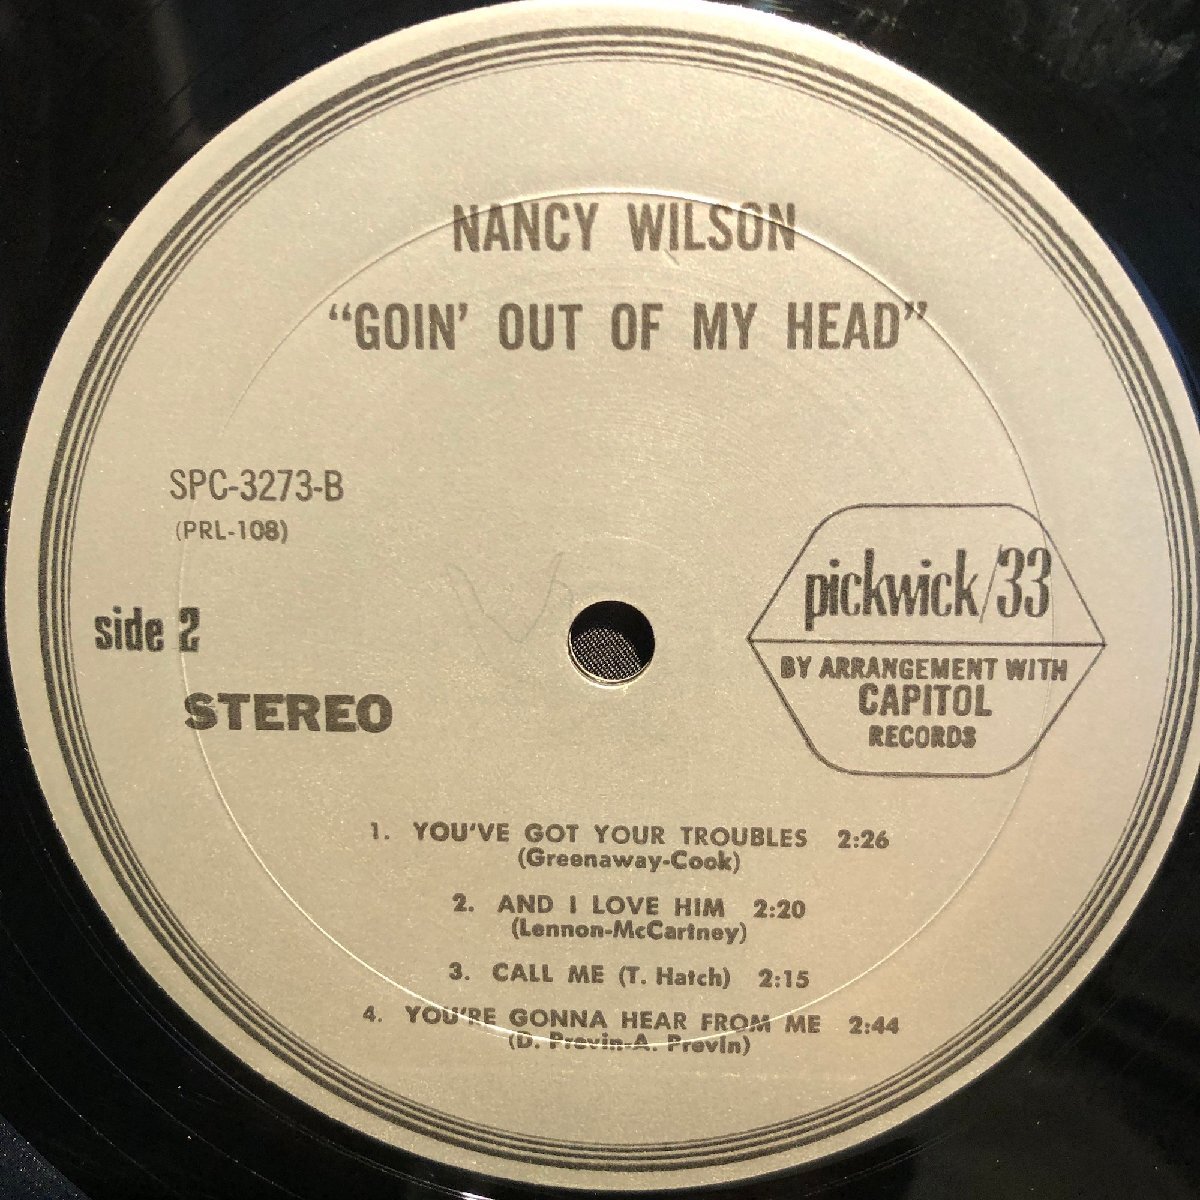 NANCY WILSON
“GOIN’ OUT OF MY HEAD”
SPC-3273-B
(PRL-108)
side 2
STEREO
pickwick/33
BY ARRANGEMENT WITH
CAPITOL
RECORDS
1. YOU'VE GOT YOUR TROUBLES 2:26
(Greenaway-Cook)
2. AND I LOVE HIM 2:20
(Lennon-McCartney)
3. CALL ME (T. Hatch) 2:15
4. YOU'RE GONNA HEAR FROM ME 2:44
(D. Previn-A. Previn)